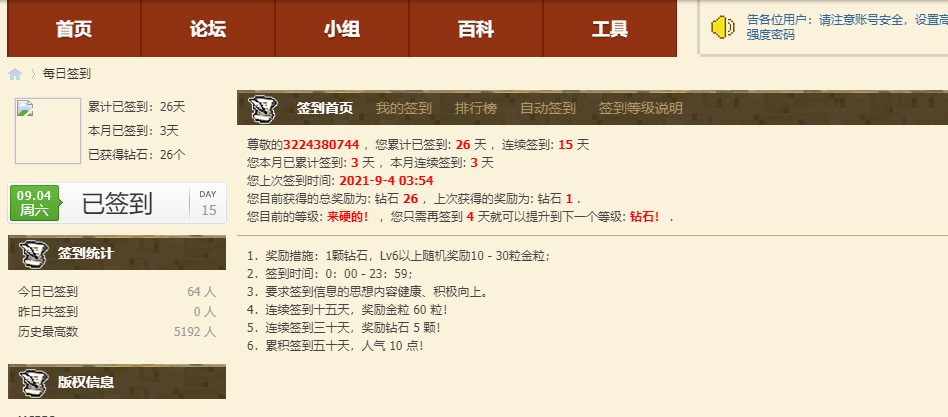 首页 论坛 小组 百科 工具
告各位用户：请注意账号安全，设置高
强度密码
每日签到
累计已签到：26天
本月已签到：3天
已获得钻石：26个
09.04
周六
已签到
DAY
15
签到统计
今日已签到 64 人
昨日共签到 0 人
历史最高数 5192 人
版权信息
签到首页 我的签到 排行榜 自动签到 签到等级说明
尊敬的3224380744 ，您累计已签到: 26 天 ，连续签到: 15 天
您本月已累计签到: 3 天 ，本月连续签到: 3 天
您上次签到时间: 2021-9-4 03:54
您目前获得的总奖励为: 钻石 26 ，上次获得的奖励为: 钻石 1 .
您目前的等级: 来硬的！ ，您只需再签到 4 天就可以提升到下一个等级: 钻石！ .
1. 奖励措施：1颗钻石，Lv6以上随机奖励10 - 30粒金粒；
2. 签到时间：0：00 - 23：59；
3. 要求签到信息的思想内容健康、积极向上。
4. 连续签到十五天，奖励金粒 60 粒！
5. 连续签到三十天，奖励钻石 5 颗！
6. 累积签到五十天，人气 10 点！